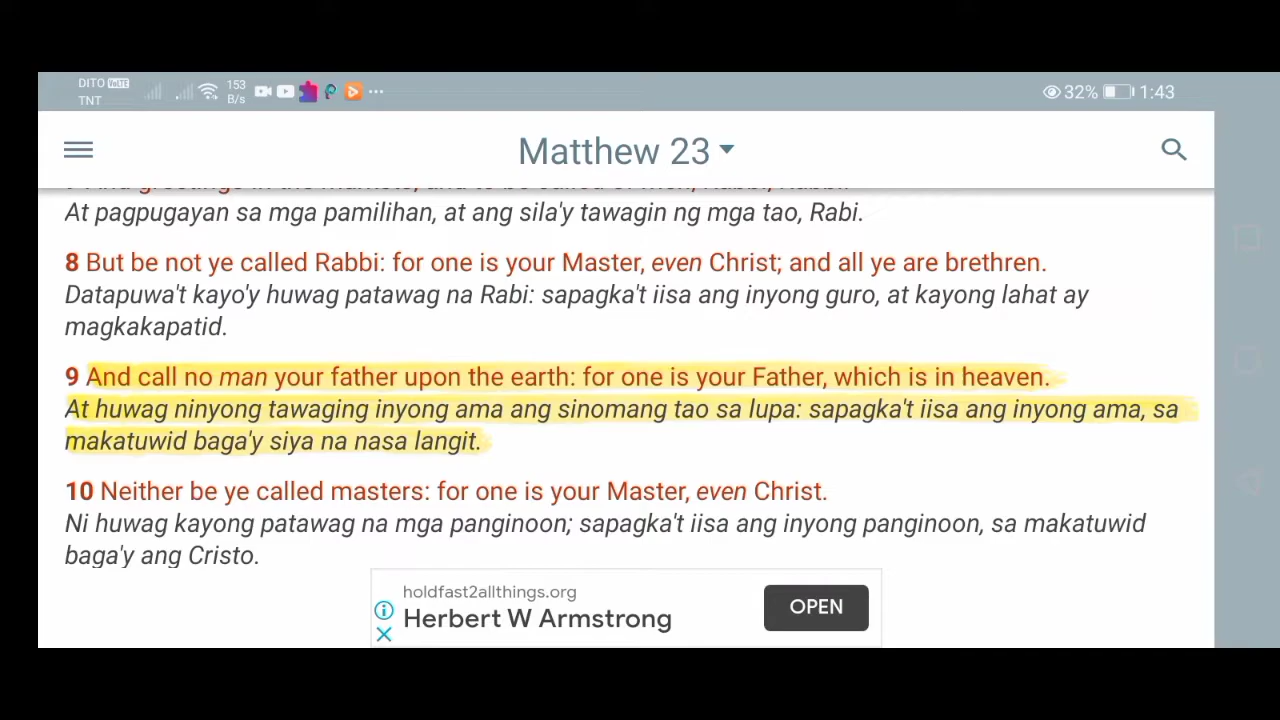 DITO VoLTE
TNT
153
B/s
32%
1:43
Matthew 23
At pagpugayan sa mga pamilihan, at ang sila'y tawagin ng mga tao, Rabi.
8 But be not ye called Rabbi: for one is your Master, even Christ; and all ye are brethren.
Datapuwa't kayo'y huwag patawag na Rabi: sapagka't iisa ang inyong guro, at kayong lahat ay
magkakapatid.
9 And call no man your father upon the earth: for one is your Father, which is in heaven.
At huwag ninyong tawaging inyong ama ang sinomang tao sa lupa: sapagka't iisa ang inyong ama, sa
makatuwid baga'y siya na nasa langit.
10 Neither be ye called masters: for one is your Master, even Christ.
Ni huwag kayong patawag na mga panginoon; sapagka't iisa ang inyong panginoon, sa makatuwid
baga'y ang Cristo.
holdfast2allthings.org
Herbert W Armstrong
OPEN